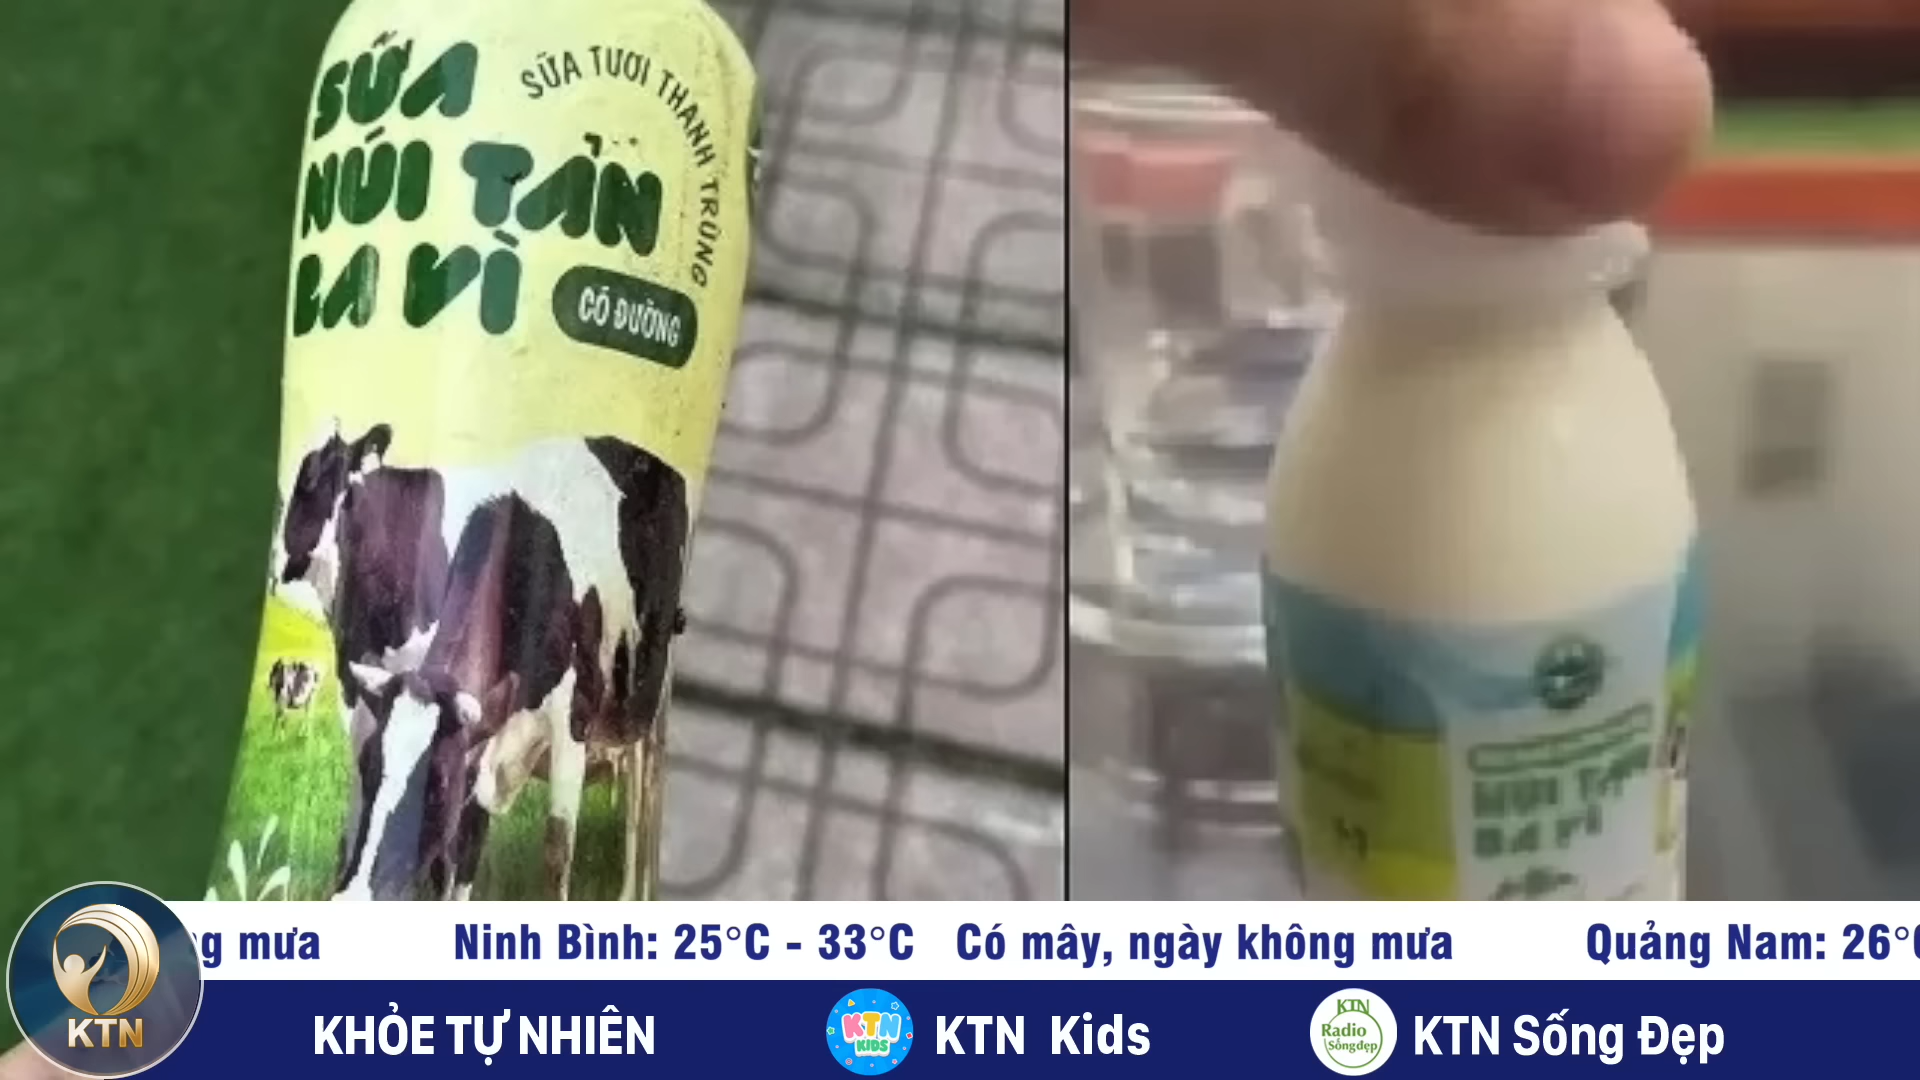 SỮA
NÚI TẢN
BA VÌ
SỮA TƯƠI THANH TRÙNG
CÓ ĐƯỜNG
NÚI TẢN
BA VÌ
g mưa Ninh Bình: 25°C - 33°C Có mây, ngày không mưa Quảng Nam: 26°
KTN
KHỎE TỰ NHIÊN
KTN
KIDS
KTN Kids
KTN
Radio
Sốngđẹp
KTN Sống Đẹp